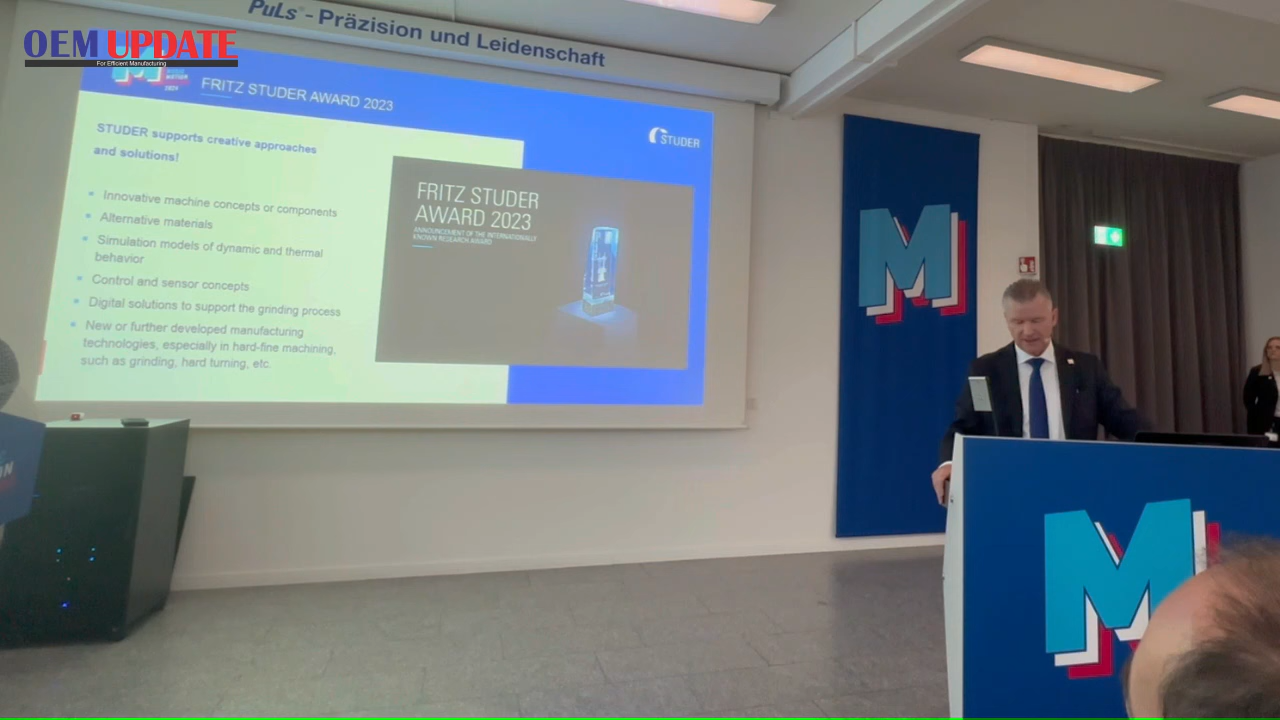 PuLs® - Präzision und Leidenschaft
OEM UPDATE
For Efficient Manufacturing
2024
FRITZ STUDER AWARD 2023
STUDER
STUDER supports creative approaches
and solutions!
Innovative machine concepts or components
Alternative materials
Simulation models of dynamic and thermal
behavior
Control and sensor concepts
Digital solutions to support the grinding process
New or further developed manufacturing
technologies, especially in hard-fine machining,
such as grinding, hard turning, etc.
FRITZ STUDER
AWARD 2023
ANNOUNCEMENT OF THE INTERNATIONALLY
KNOWN RESEARCH AWARD
M
M